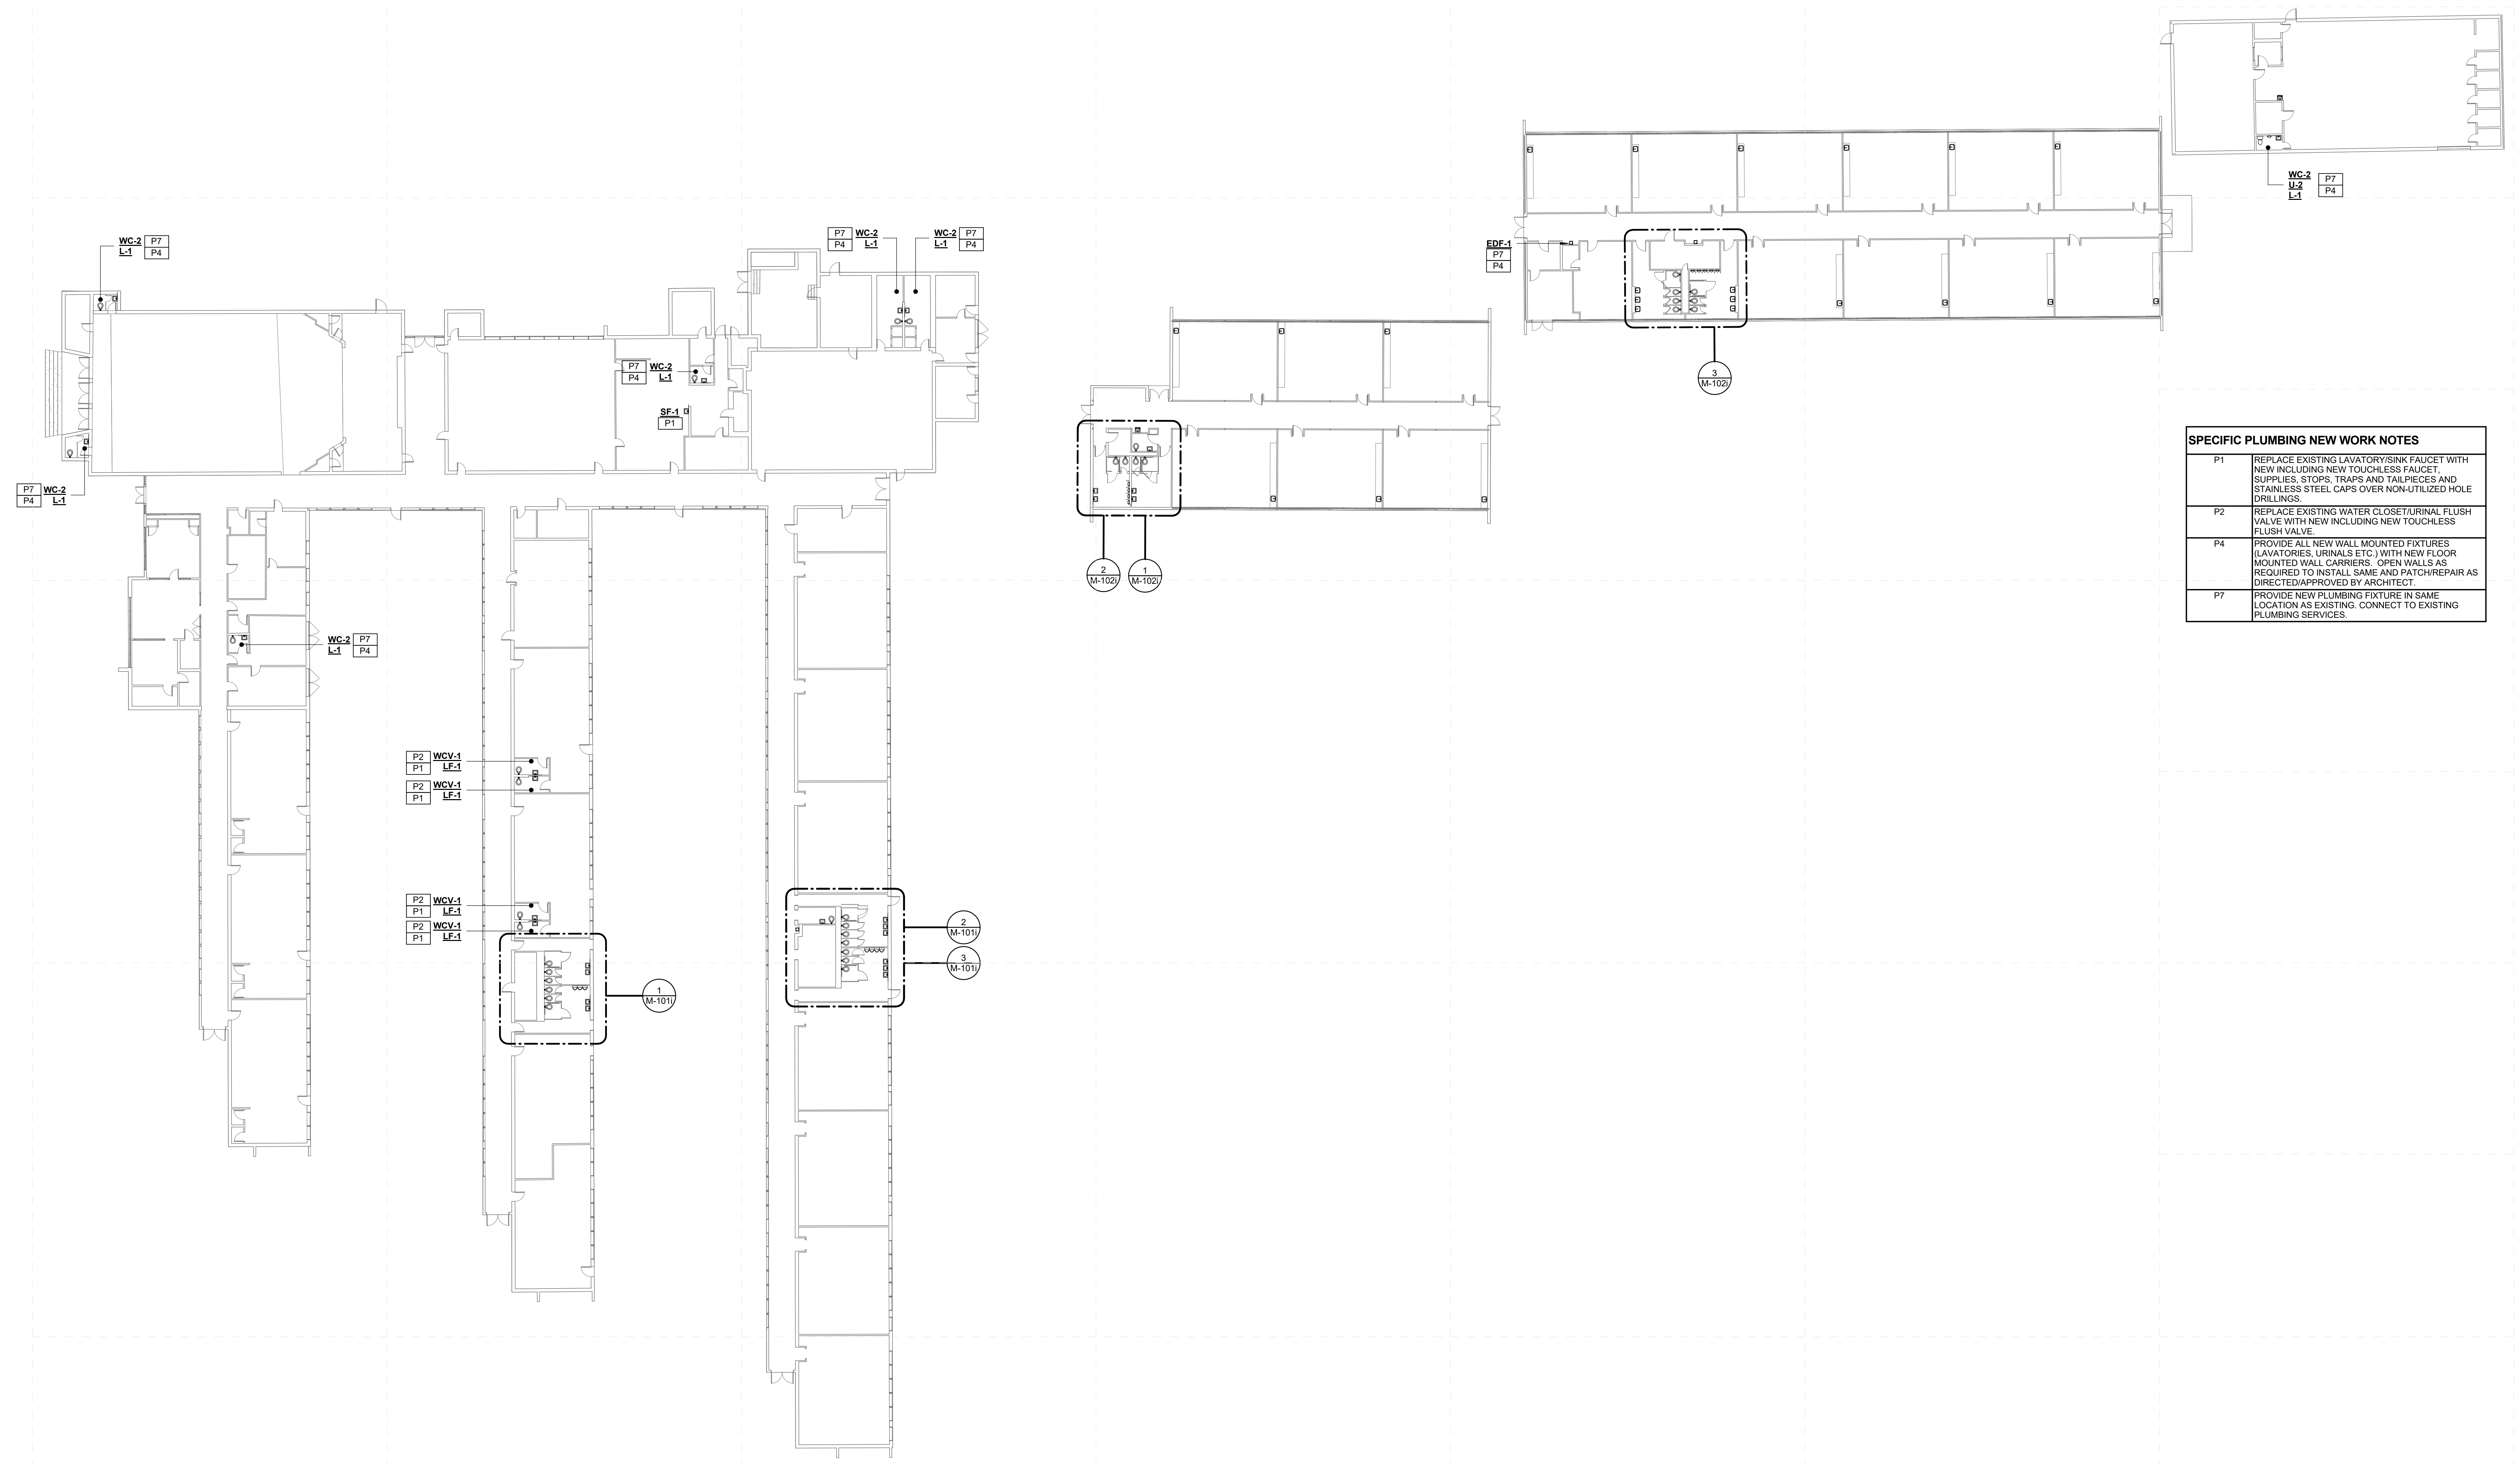 WC-2 P7
U-2 P4
L-1
WC-2 P7
L-1 P4
P7 WC-2
P4 L-1
WC-2 P7
L-1 P4
EDF-1
P7
P4
P7 WC-2
P4 L-1
3
M-102i
SF-1
P1
SPECIFIC PLUMBING NEW WORK NOTES
P1 REPLACE EXISTING LAVATORY/SINK FAUCET WITH
NEW INCLUDING NEW TOUCHLESS FAUCET,
SUPPLIES, STOPS, TRAPS AND TAILPIECES AND
STAINLESS STEEL CAPS OVER NON-UTILIZED HOLE
DRILLINGS.
P2 REPLACE EXISTING WATER CLOSET/URINAL FLUSH
VALVE WITH NEW INCLUDING NEW TOUCHLESS
FLUSH VALVE.
P4 PROVIDE ALL NEW WALL MOUNTED FIXTURES
(LAVATORIES, URINALS ETC.) WITH NEW FLOOR
MOUNTED WALL CARRIERS. OPEN WALLS AS
REQUIRED TO INSTALL SAME AND PATCH/REPAIR AS
DIRECTED/APPROVED BY ARCHITECT.
P7 PROVIDE NEW PLUMBING FIXTURE IN SAME
LOCATION AS EXISTING. CONNECT TO EXISTING
PLUMBING SERVICES.
P7 WC-2
P4 L-1
2
M-102i
1
M-102i
WC-2 P7
L-1 P4
P2 WCV-1
P1 LF-1
P2 WCV-1
P1 LF-1
P2 WCV-1
P1 LF-1
P2 WCV-1
P1 LF-1
2
M-101i
3
M-101i
1
M-101i